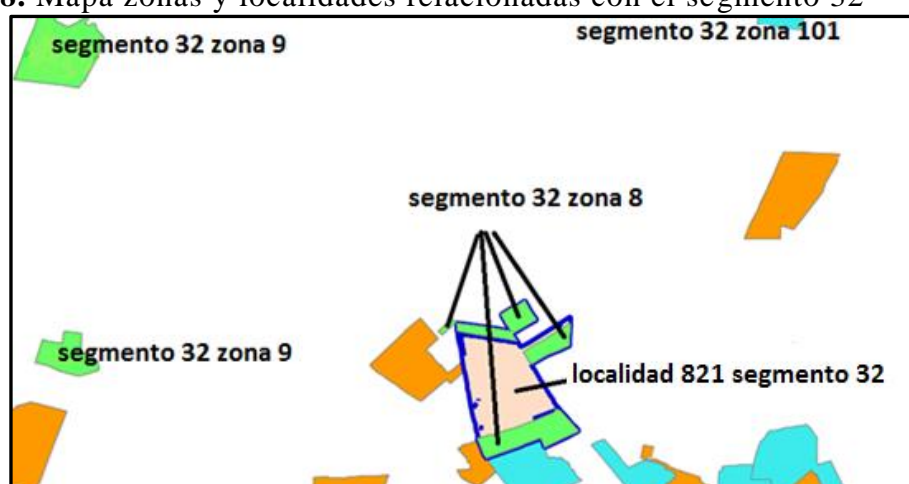 8. Mapa zonas y localidades relacionadas con el segmento 32
segmento 32 zona 9
segmento 32 zona 101
segmento 32 zona 8
segmento 32 zona 9
localidad 821 segmento 32